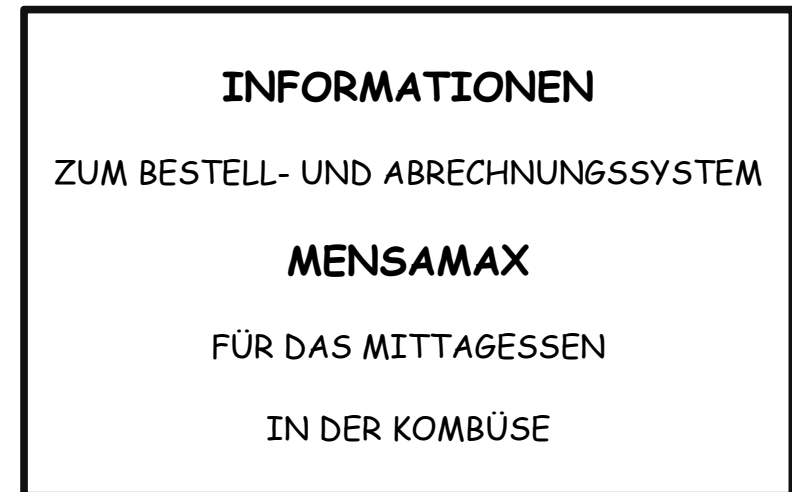 INFORMATIONEN
ZUM BESTELL- UND ABRECHNUNGSSYSTEM
MENSAMAX
FÜR DAS MITTAGESSEN
IN DER KOMBÜSE